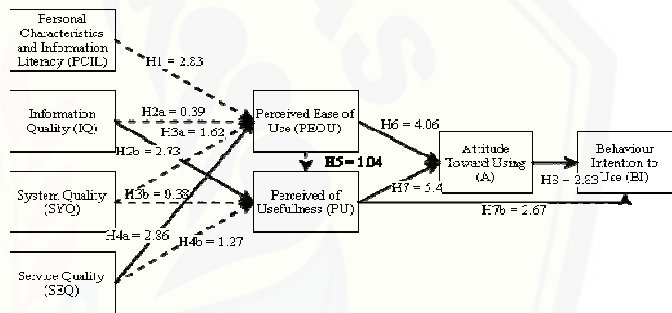 Personal
Characteristics
and Information
Literacy (PCIL)
H1 = 2.83
Information
Quality (IQ)
H2a = 0.39
H3a = 1.62
H2b = 2.73
Perceived Ease of
Use (PEOU)
H6 = 4.06
H5 = 1.04
Attitude
Toward Using
(A)
Behaviour
Intention to
Use (BI)
H8 = 2.83
System Quality
(SYQ)
H3b = 0.38
Perceived of
Usefulness (PU)
H7 = 5.4
H7b = 2.67
H4a = 2.86
H4b = 1.27
Service Quality
(SEQ)